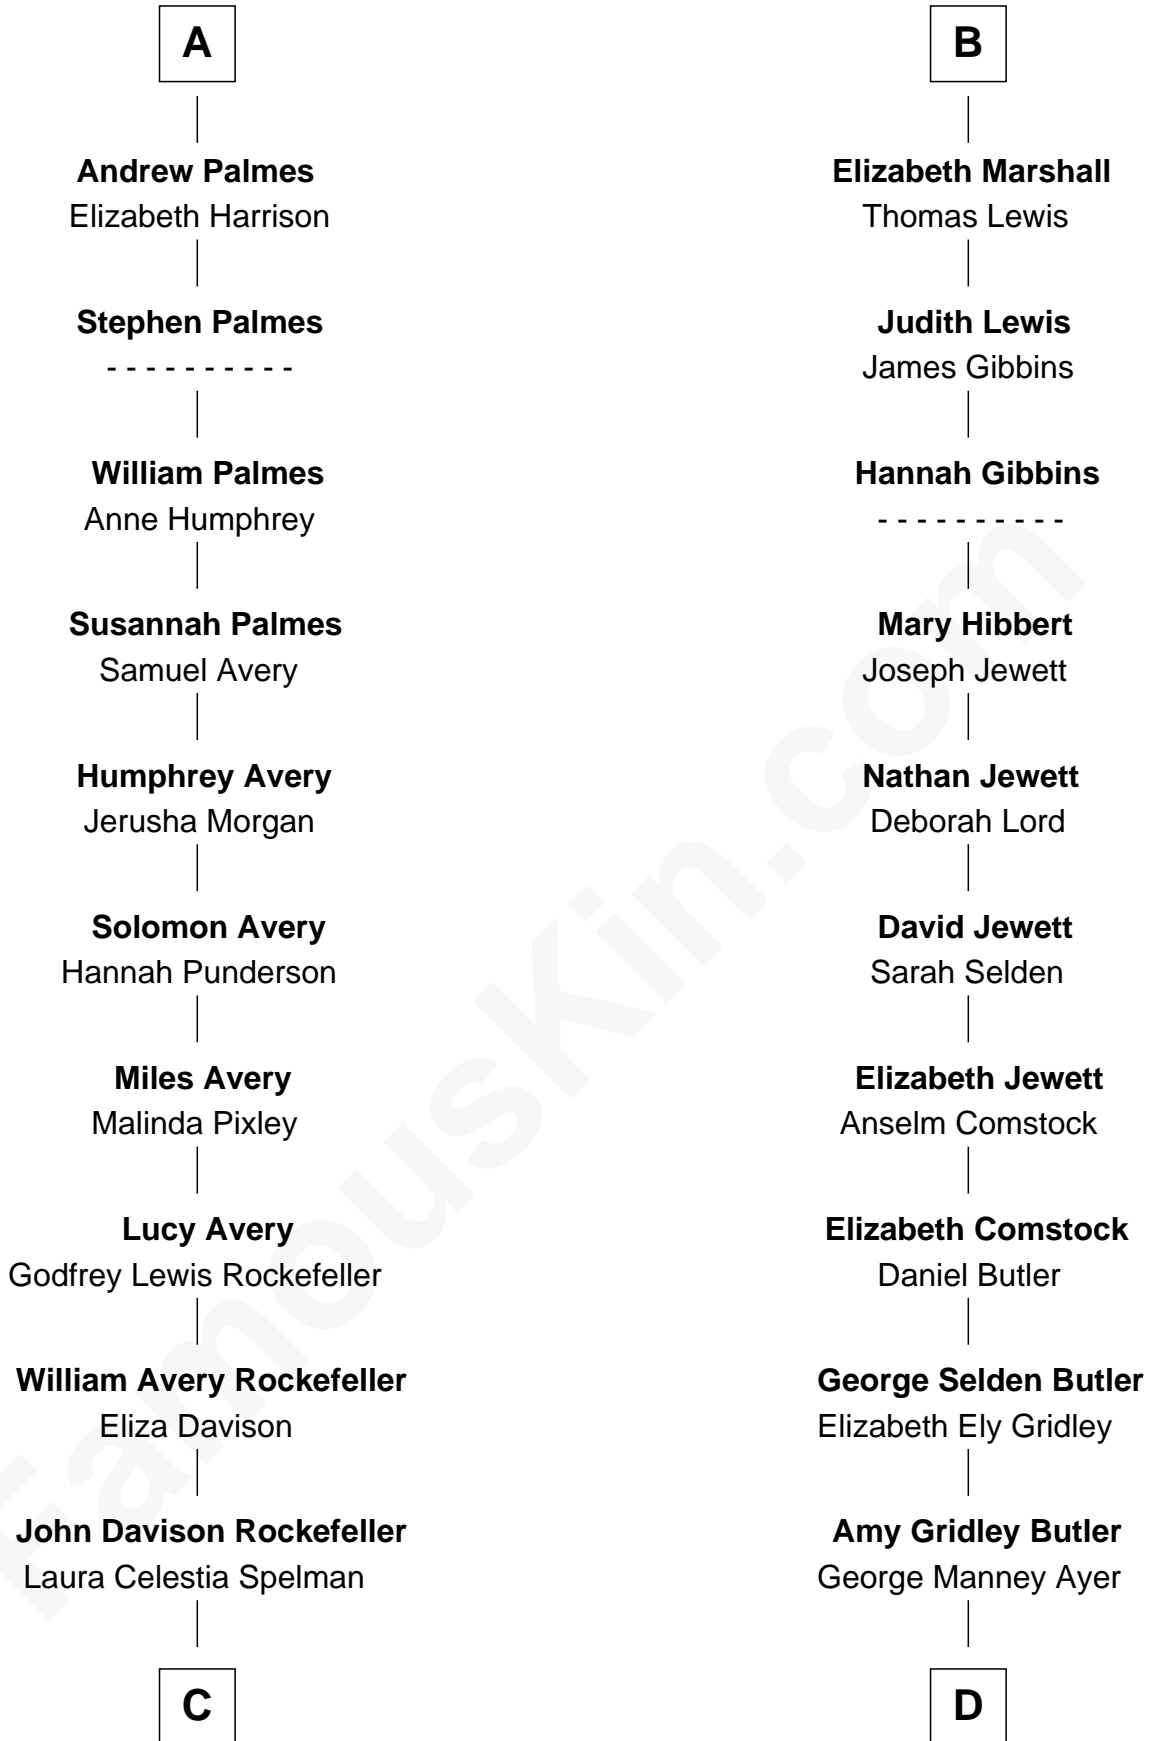 A
Andrew Palmes
Elizabeth Harrison
Stephen Palmes
- - - - - - - - - -
William Palmes
Anne Humphrey
Susannah Palmes
Samuel Avery
Humphrey Avery
Jerusha Morgan
Solomon Avery
Hannah Punderson
Miles Avery
Malinda Pixley
Lucy Avery
Godfrey Lewis Rockefeller
William Avery Rockefeller
Eliza Davison
John Davison Rockefeller
Laura Celestia Spelman
C
B
Elizabeth Marshall
Thomas Lewis
Judith Lewis
James Gibbins
Hannah Gibbins
- - - - - - - - - -
Mary Hibbert
Joseph Jewett
Nathan Jewett
Deborah Lord
David Jewett
Sarah Selden
Elizabeth Jewett
Anselm Comstock
Elizabeth Comstock
Daniel Butler
George Selden Butler
Elizabeth Ely Gridley
Amy Gridley Butler
George Manney Ayer
D
FamousKin.com